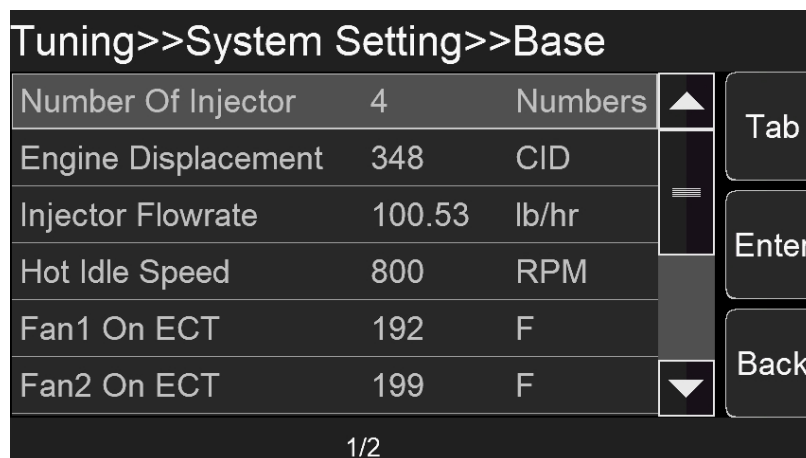 Tuning>>System Setting>>Base
Number Of Injector 4 Numbers
Engine Displacement 348 CID
Injector Flowrate 100.53 lb/hr
Hot Idle Speed 800 RPM
Fan1 On ECT 192 F
Fan2 On ECT 199 F
Tab
Enter
Back
1/2